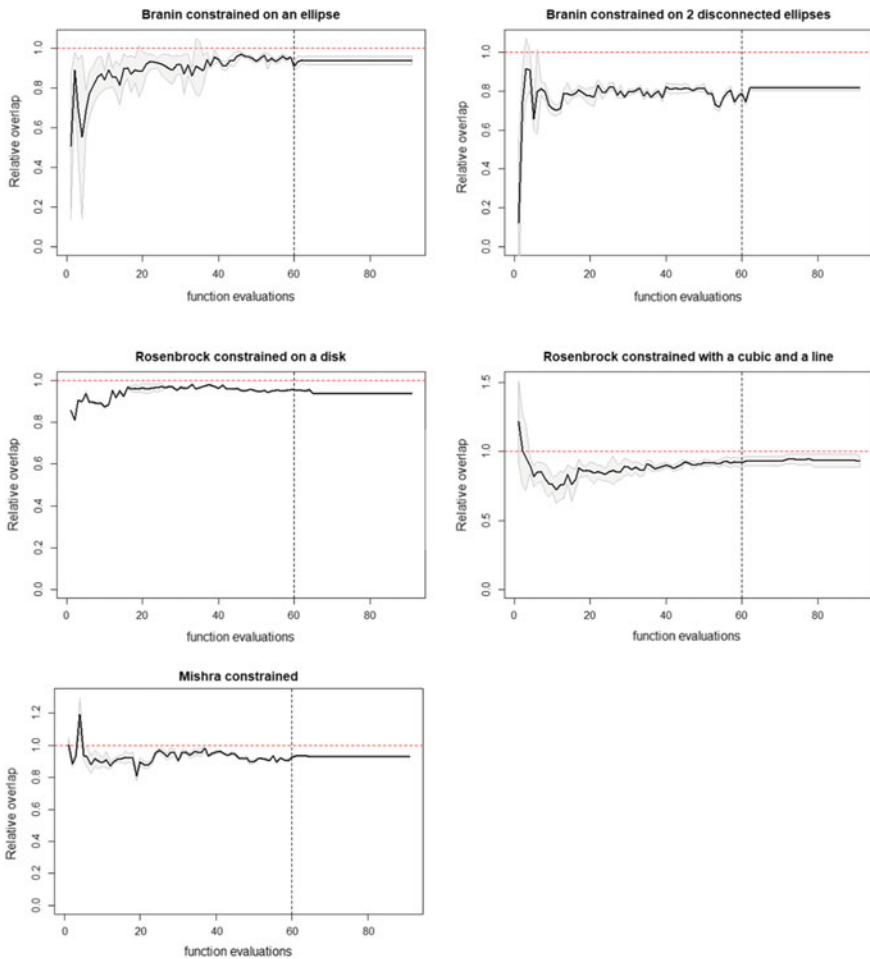 Branin constrained on an ellipse
Relative overlap
1.0
0.8
0.6
0.4
0.2
0.0
0 20 40 60 80
function evaluations
Branin constrained on 2 disconnected ellipses
Relative overlap
1.0
0.8
0.6
0.4
0.2
0.0
0 20 40 60 80
function evaluations
Rosenbrock constrained on a disk
Relative overlap
1.0
0.8
0.6
0.4
0.2
0.0
0 20 40 60 80
function evaluations
Rosenbrock constrained with a cubic and a line
Relative overlap
1.5
1.0
0.5
0.0
0 20 40 60 80
function evaluations
Mishra constrained
Relative overlap
1.2
1.0
0.8
0.6
0.4
0.2
0.0
0 20 40 60 80
function evaluations